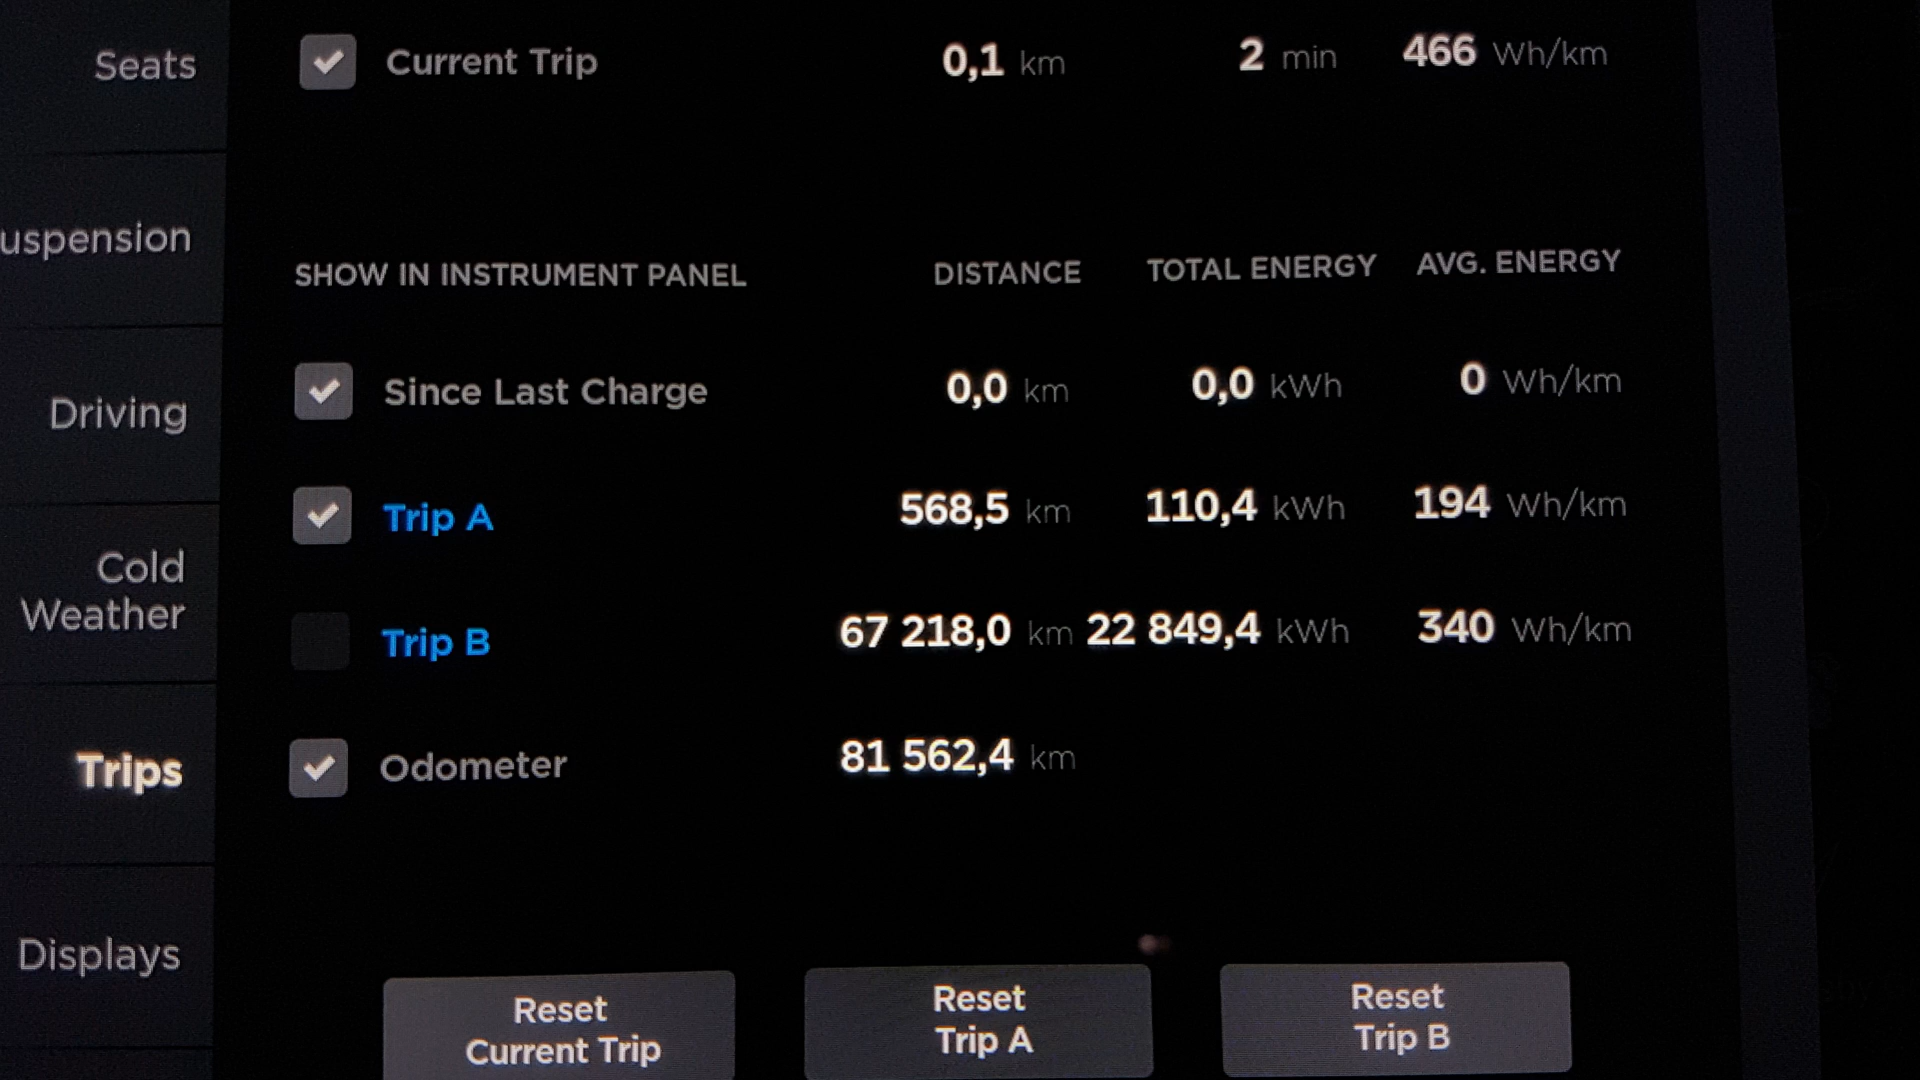 Seats
Current Trip 0,1 km 2 min 466 Wh/km
uspension
SHOW IN INSTRUMENT PANEL DISTANCE TOTAL ENERGY AVG. ENERGY
Since Last Charge 0,0 km 0,0 kWh 0 Wh/km
Driving
Trip A 568,5 km 110,4 kWh 194 Wh/km
Cold
Weather
Trip B 67 218,0 km 22 849,4 kWh 340 Wh/km
Trips
Odometer 81 562,4 km
Displays
Reset
Current Trip
Reset
Trip A
Reset
Trip B